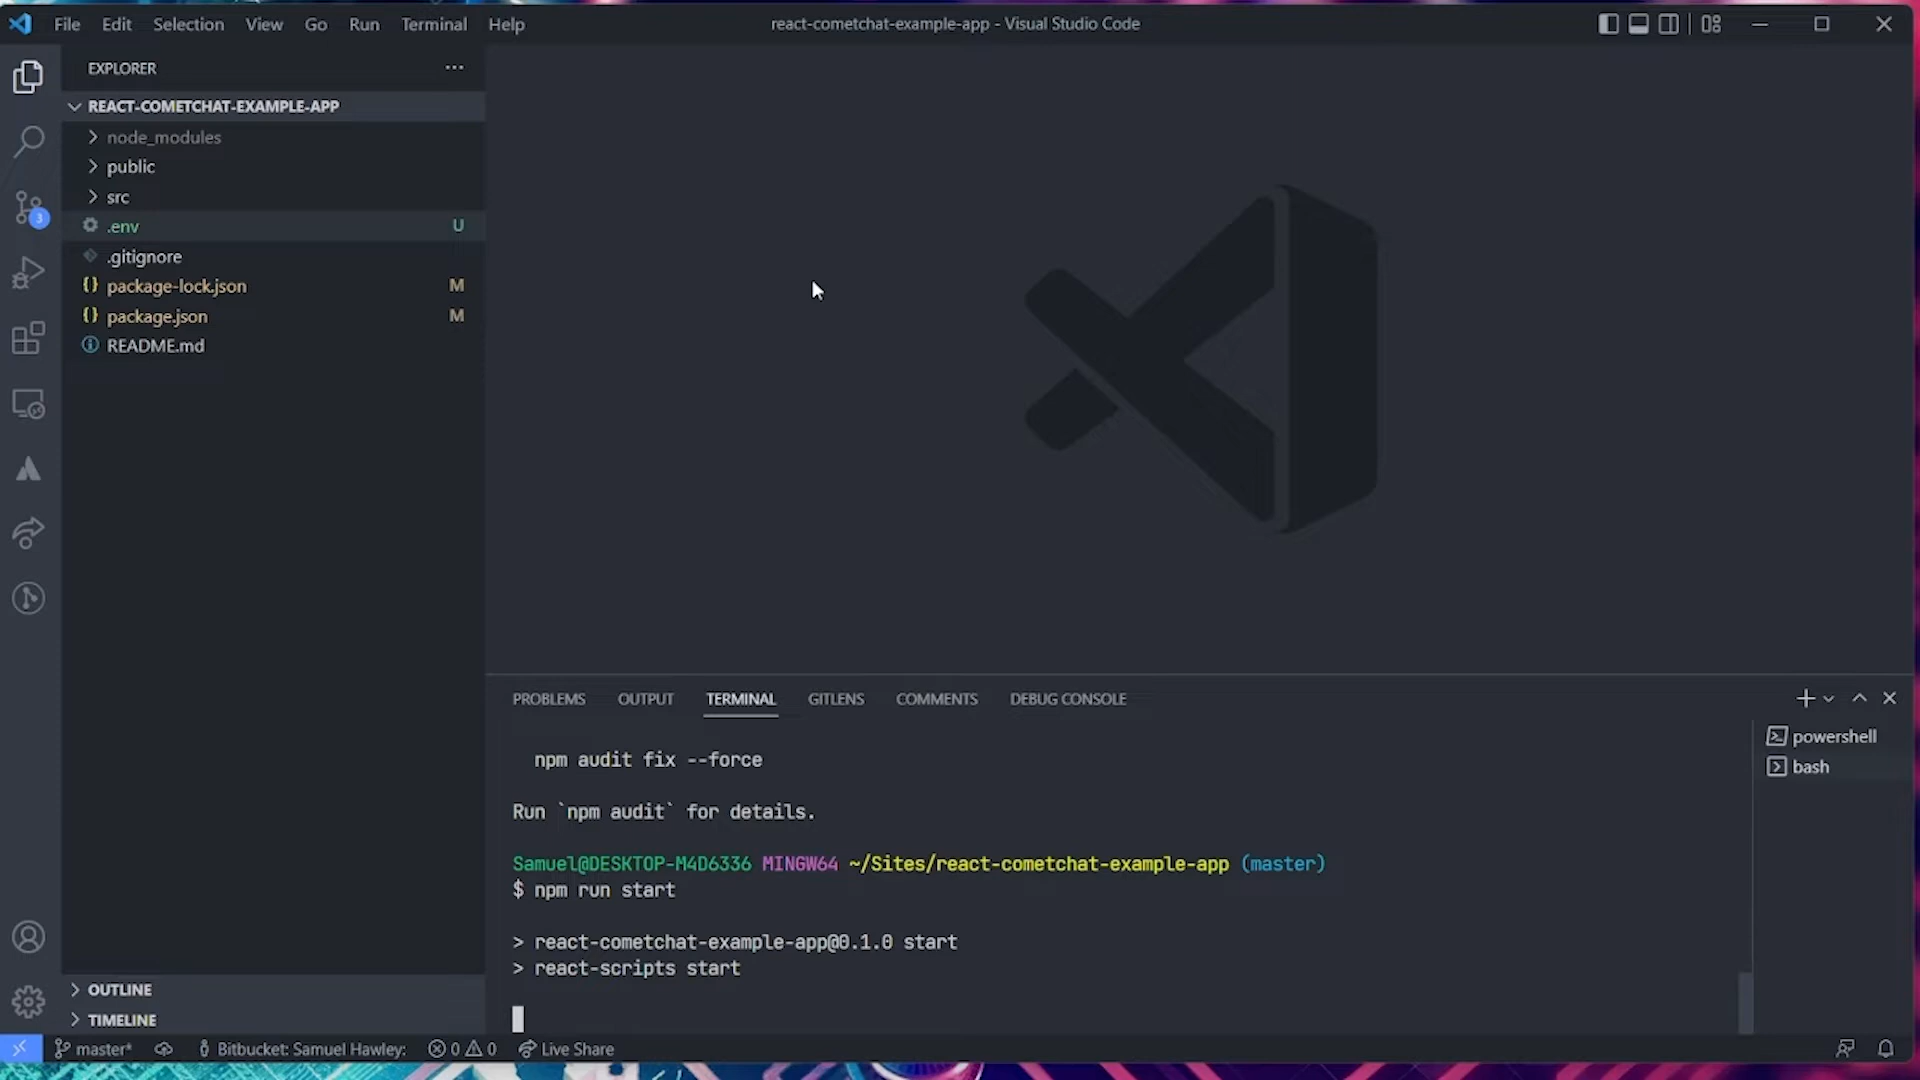 File Edit Selection View Go Run Terminal Help
react-cometchat-example-app - Visual Studio Code
EXPLORER
REACT-COMETCHAT-EXAMPLE-APP
node_modules
public
src
.env U
.gitignore
package-lock.json M
package.json M
README.md
3
OUTLINE
TIMELINE
PROBLEMS OUTPUT TERMINAL GITLENS COMMENTS DEBUG CONSOLE
npm audit fix --force
Run `npm audit` for details.
Samuel@DESKTOP-M4D6336 MINGW64 ~/Sites/react-cometchat-example-app (master)
$ npm run start
> react-cometchat-example-app@0.1.0 start
> react-scripts start
powershell
bash
master* Bitbucket: Samuel Hawley: 0 0 Live Share